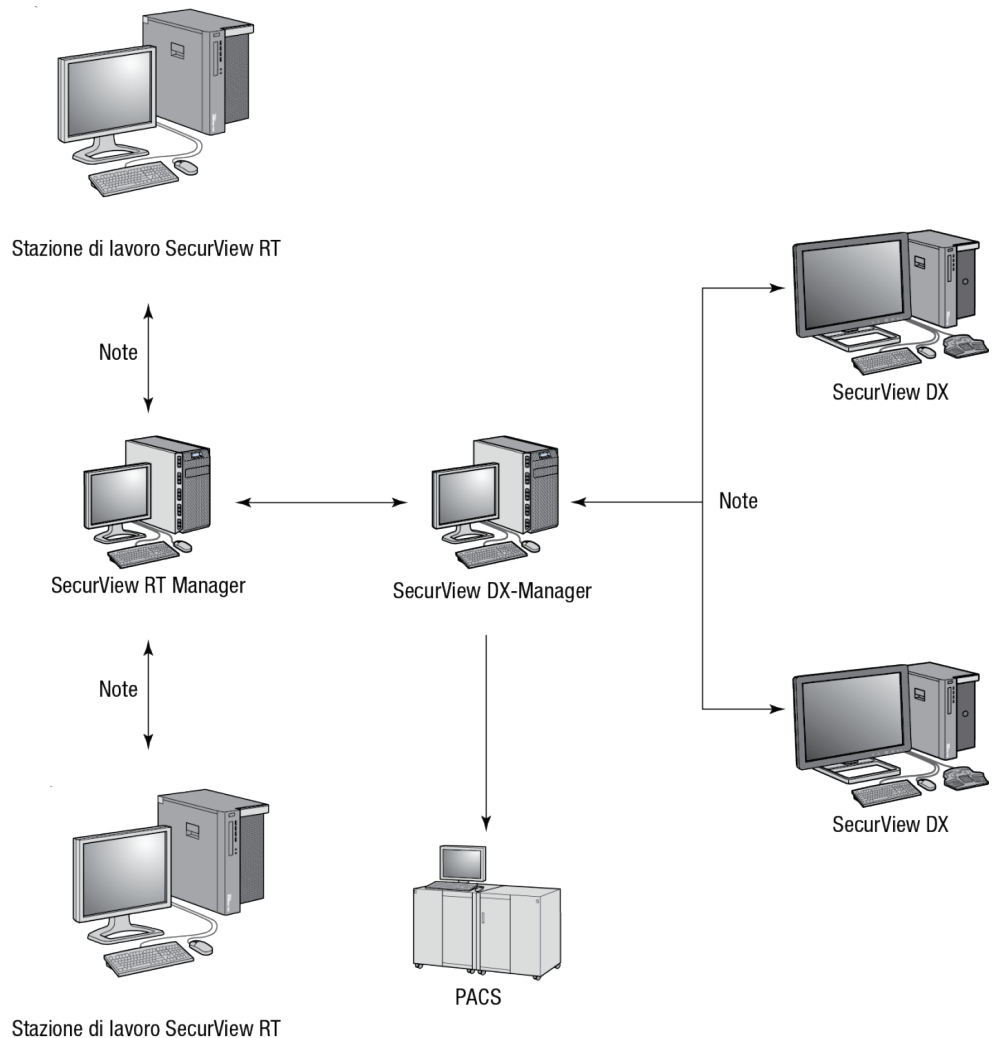 Stazione di lavoro SecurView RT
Note
SecurView DX
SecurView RT Manager
SecurView DX-Manager
Note
Note
SecurView DX
PACS
Stazione di lavoro SecurView RT